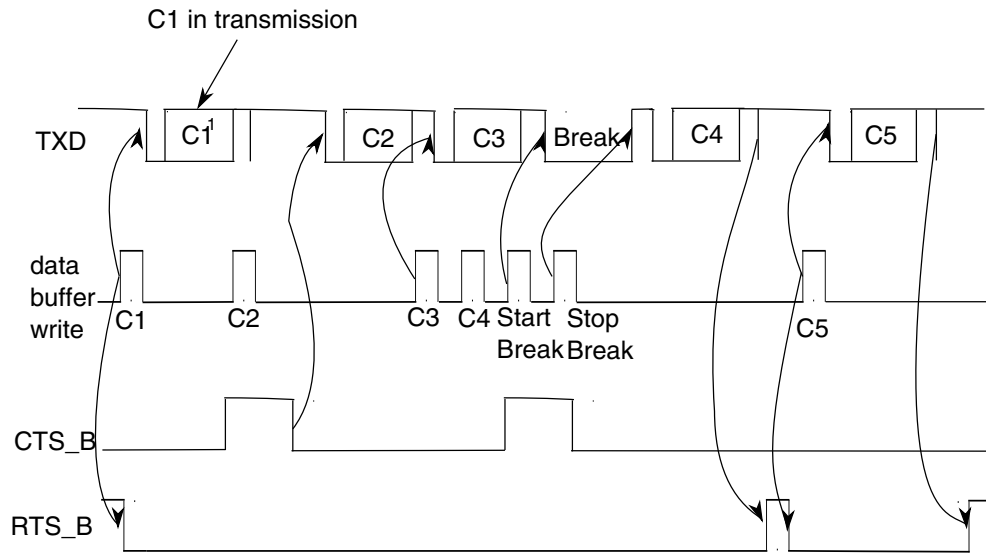 C1 in transmission
TXD
C1¹
C2
C3
Break
C4
C5
data
buffer
write
C1
C2
C3
C4
Start
Break
Stop
Break
C5
CTS_B
RTS_B